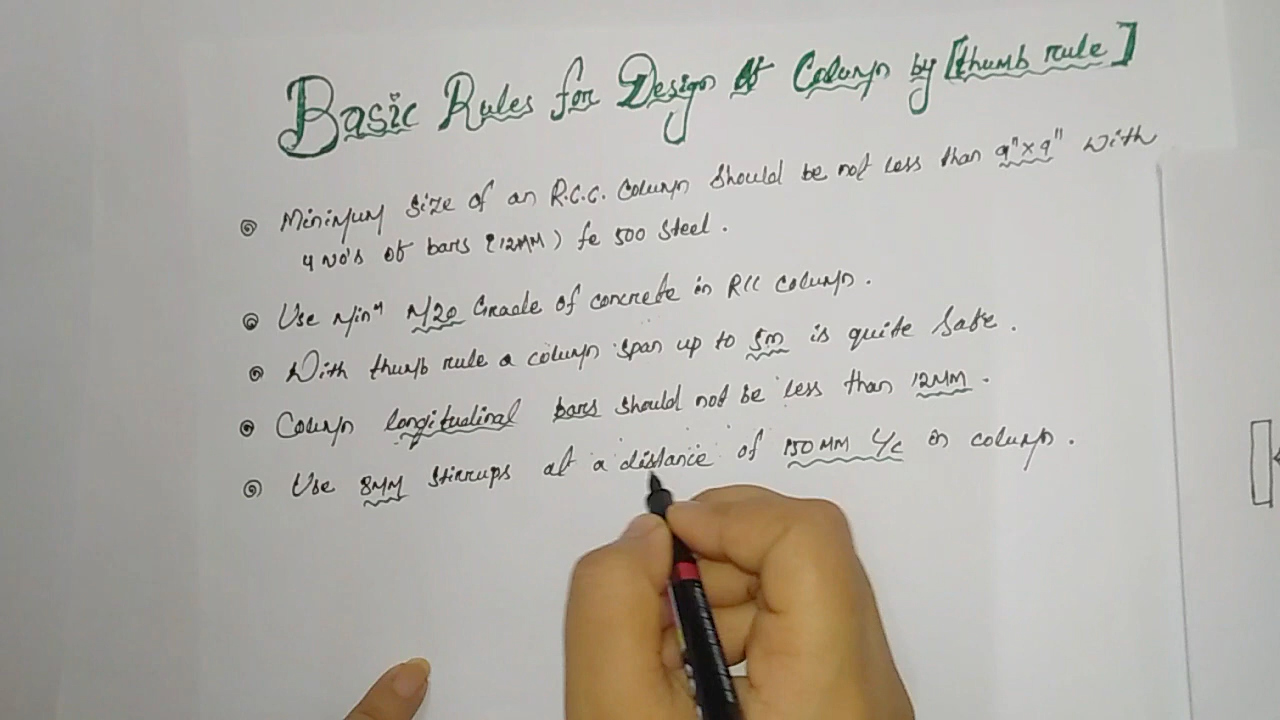 Basic Rules for Design of Column by [thumb rule]
Minimum size of an R.C.C. Column should be not less than 9"x9" with
4 No's of bars (12MM) fe 500 steel.
Use Min^m M20 Grade of concrete in RCC column.
With thumb rule a column span up to 5m is quite safe.
Column longitudinal bars should not be less than 12MM.
Use 8MM stirrups at a distance of 150MM c/c in column.